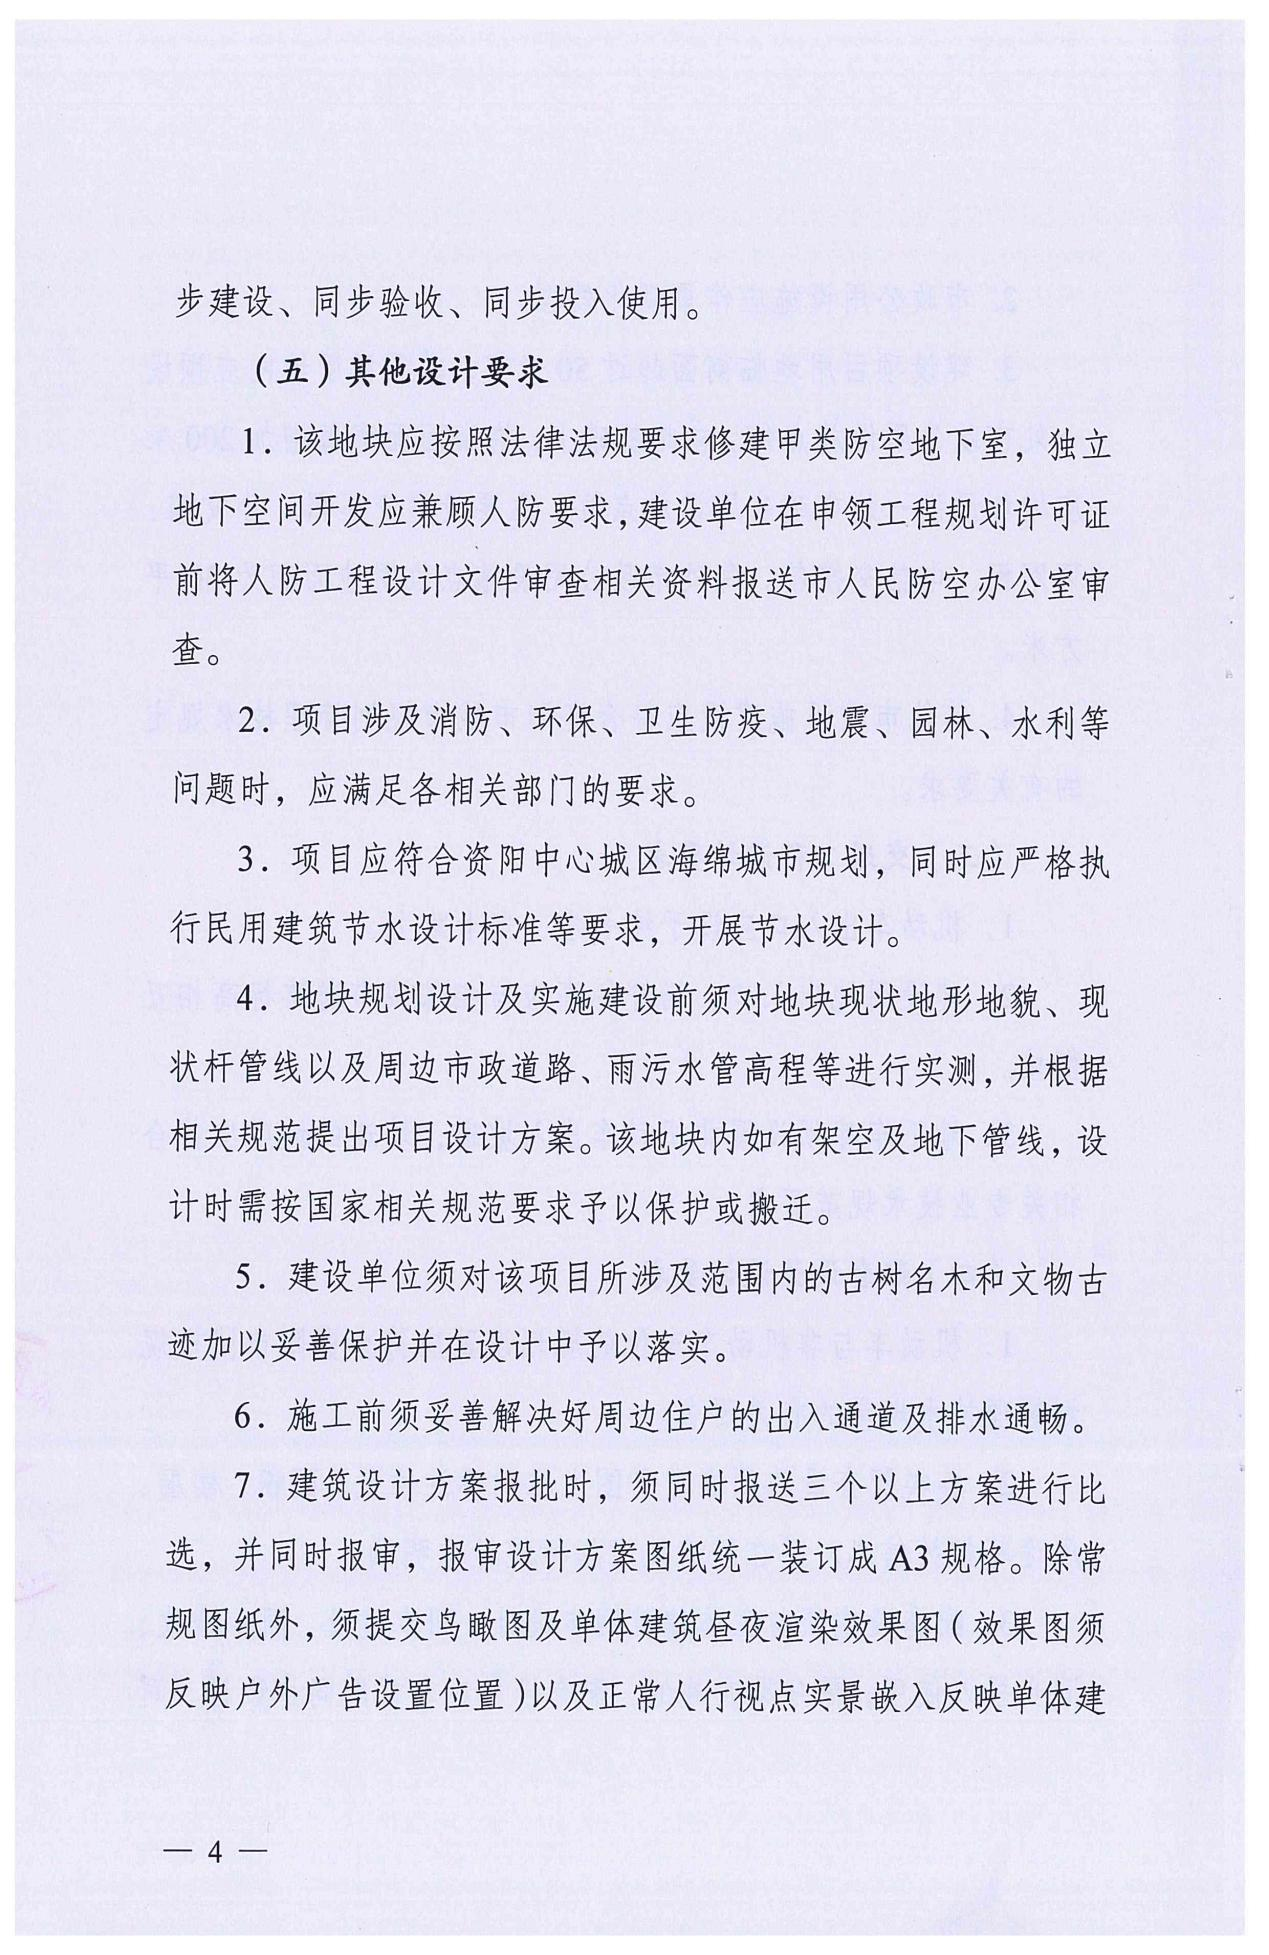 步建设、同步验收、同步投入使用。
（五）其他设计要求
1. 该地块应按照法律法规要求修建甲类防空地下室，独立
地下空间开发应兼顾人防要求，建设单位在申领工程规划许可证
前将人防工程设计文件审查相关资料报送市人民防空办公室审
查。
2. 项目涉及消防、环保、卫生防疫、地震、园林、水利等
问题时，应满足各相关部门的要求。
3. 项目应符合资阳中心城区海绵城市规划，同时应严格执
行民用建筑节水设计标准等要求，开展节水设计。
4. 地块规划设计及实施建设前须对地块现状地形地貌、现
状杆管线以及周边市政道路、雨污水管高程等进行实测，并根据
相关规范提出项目设计方案。该地块内如有架空及地下管线，设
计时需按国家相关规范要求予以保护或搬迁。
5. 建设单位须对该项目所涉及范围内的古树名木和文物古
迹加以妥善保护并在设计中予以落实。
6. 施工前须妥善解决好周边住户的出入通道及排水通畅。
7. 建筑设计方案报批时，须同时报送三个以上方案进行比
选，并同时报审，报审设计方案图纸统一装订成 A3 规格。除常
规图纸外，须提交鸟瞰图及单体建筑昼夜渲染效果图（效果图须
反映户外广告设置位置）以及正常人行视点实景嵌入反映单体建
— 4 —